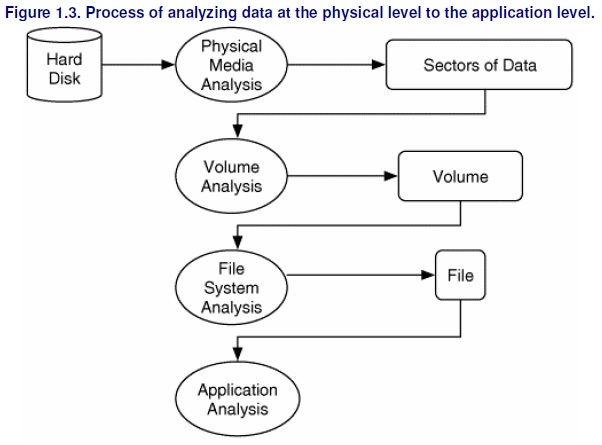 Figure 1.3. Process of analyzing data at the physical level to the application level.
Hard
Disk
Physical
Media
Analysis
Sectors of Data
Volume
Analysis
Volume
File
System
Analysis
File
Application
Analysis